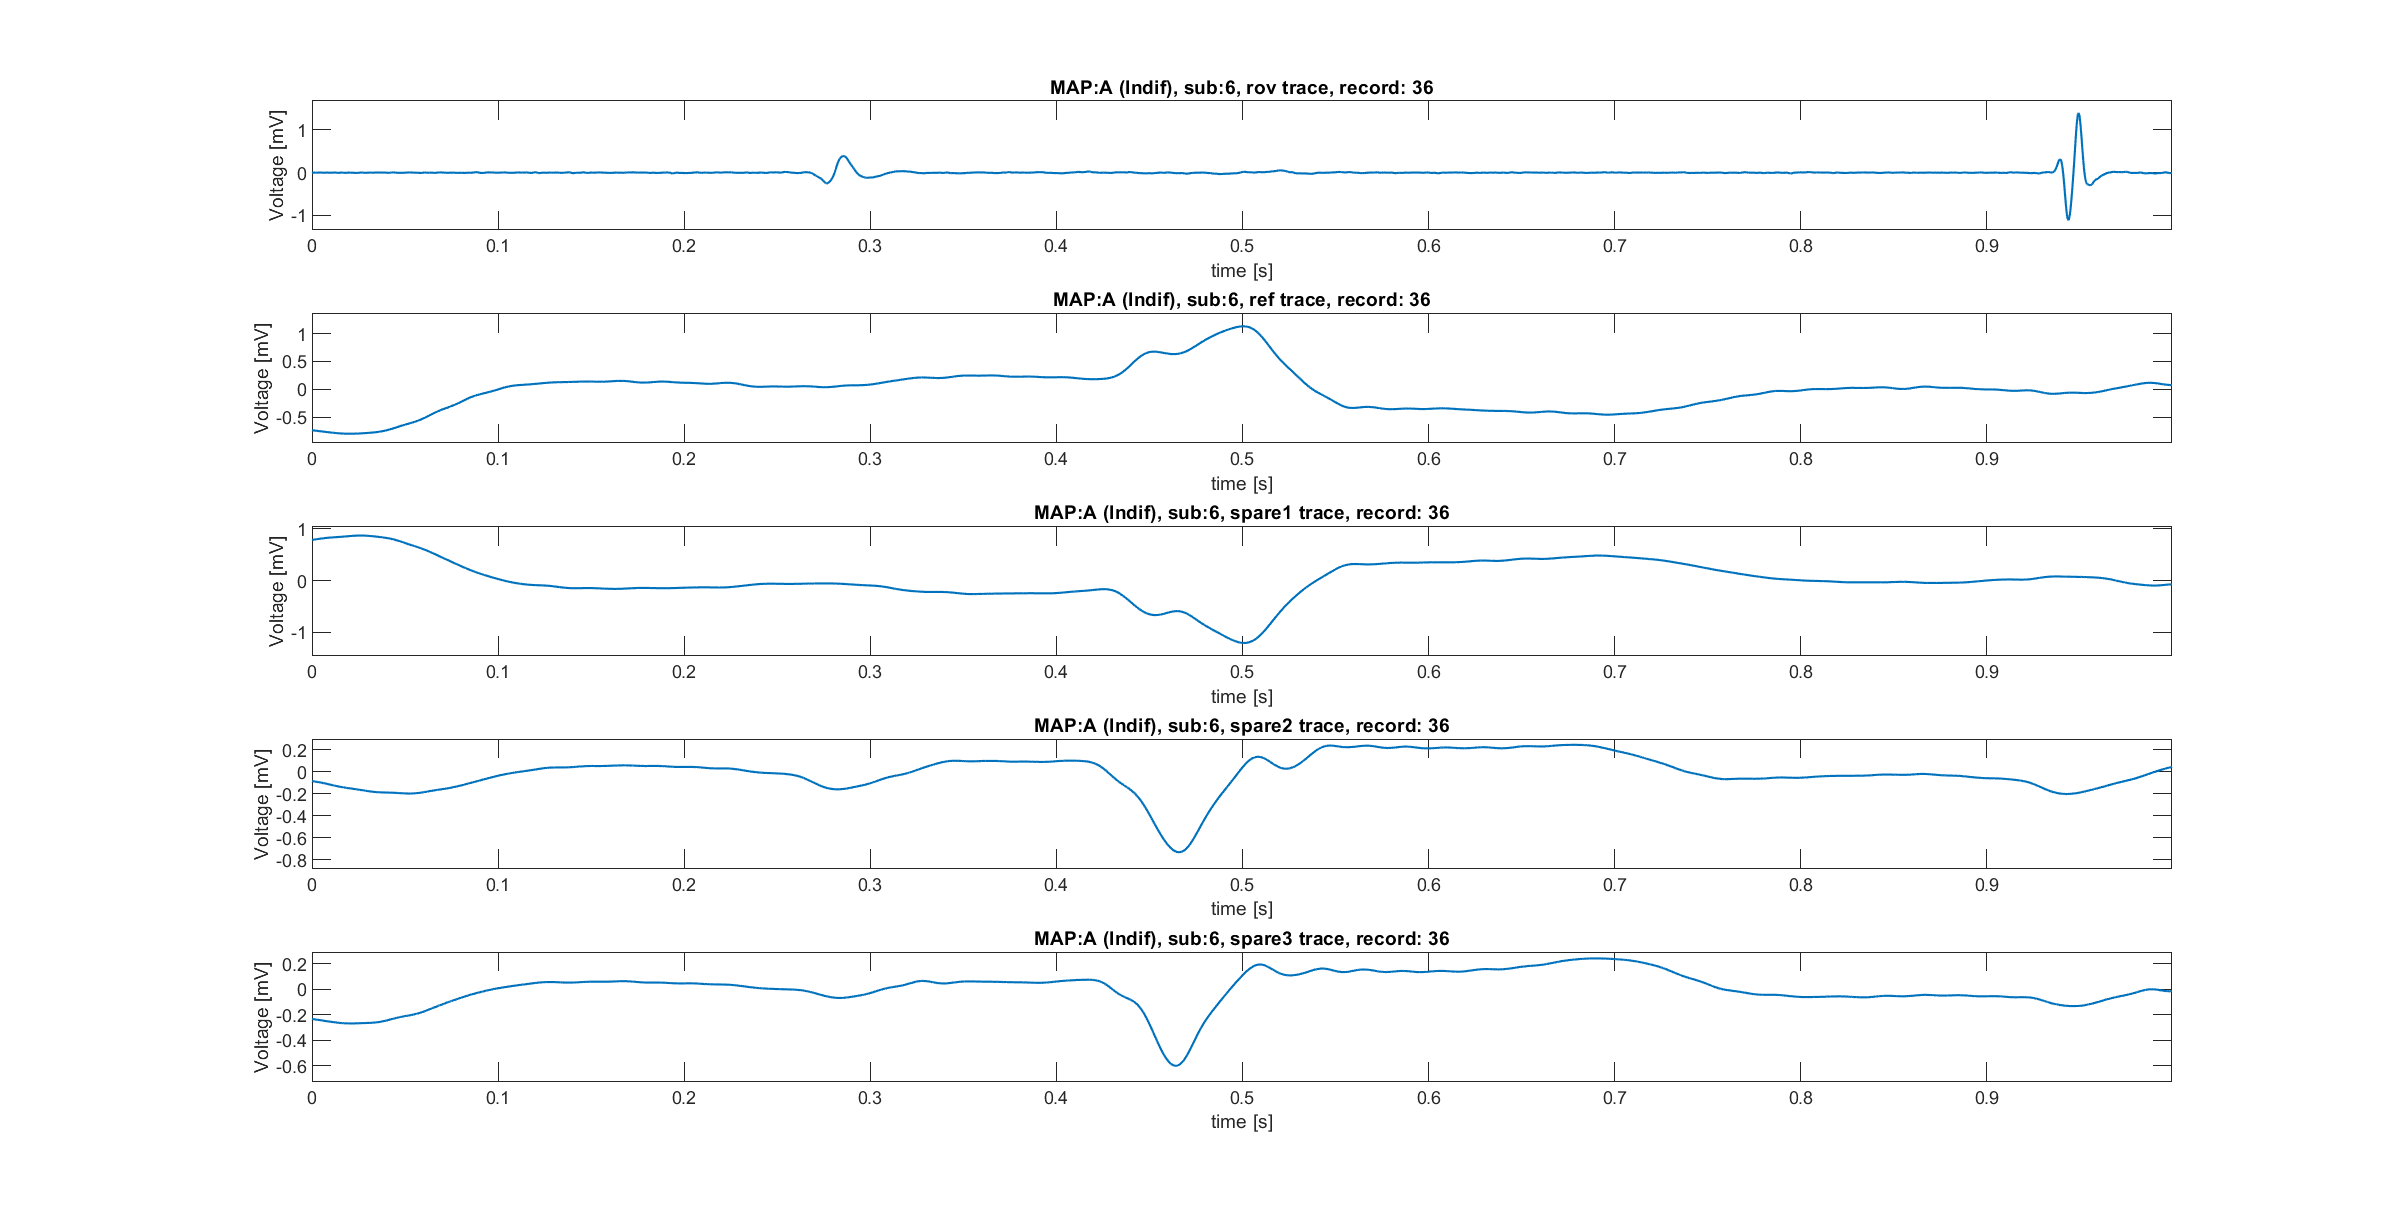 MAP:A (Indif), sub:6, rov trace, record: 36
Voltage [mV]
1
0
-1
0 0.1 0.2 0.3 0.4 0.5 0.6 0.7 0.8 0.9
time [s]
MAP:A (Indif), sub:6, ref trace, record: 36
Voltage [mV]
1
0.5
0
-0.5
0 0.1 0.2 0.3 0.4 0.5 0.6 0.7 0.8 0.9
time [s]
MAP:A (Indif), sub:6, spare1 trace, record: 36
Voltage [mV]
1
0
-1
0 0.1 0.2 0.3 0.4 0.5 0.6 0.7 0.8 0.9
time [s]
MAP:A (Indif), sub:6, spare2 trace, record: 36
Voltage [mV]
0.2
0
-0.2
-0.4
-0.6
-0.8
0 0.1 0.2 0.3 0.4 0.5 0.6 0.7 0.8 0.9
time [s]
MAP:A (Indif), sub:6, spare3 trace, record: 36
Voltage [mV]
0.2
0
-0.2
-0.4
-0.6
0 0.1 0.2 0.3 0.4 0.5 0.6 0.7 0.8 0.9
time [s]